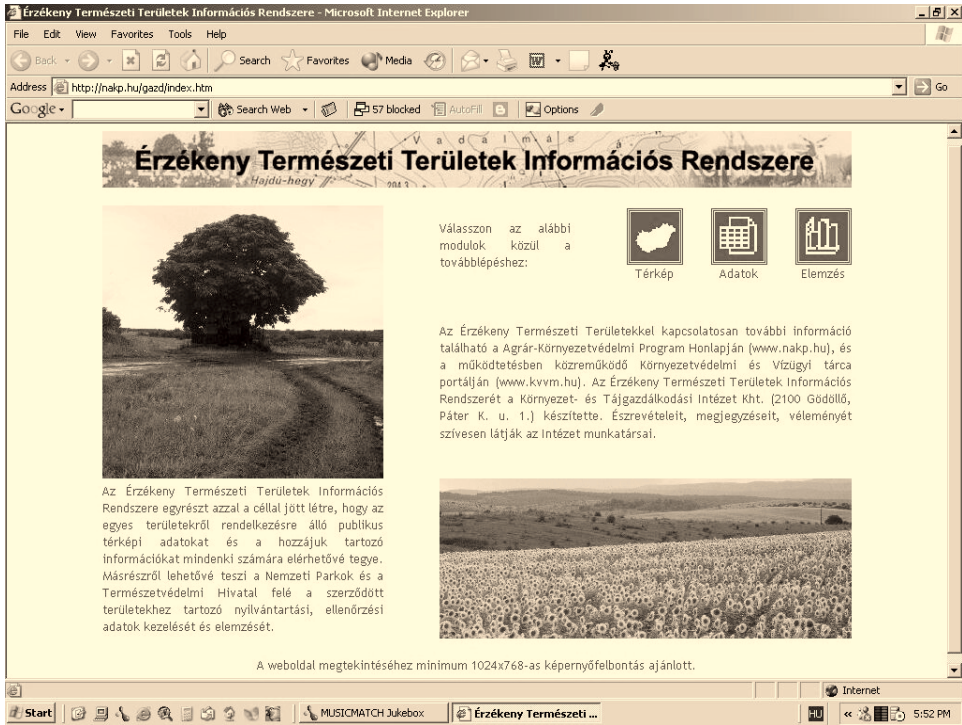 Érzékeny Természeti Területek Információs Rendszere - Microsoft Internet Explorer
File Edit View Favorites Tools Help
Back Search Favorites Media
Address http://nakp.hu/gazd/index.htm Go
Google Search Web 57 blocked AutoFill Options
Vadalmás
Érzékeny Természeti Területek Információs Rendszere
Hajdú-hegy 204.3
Válasszon az alábbi
modulok közül a
továbblépéshez:
Térkép Adatok Elemzés
Az Érzékeny Természeti Területekkel kapcsolatosan további információ
található a Agrár-Környezetvédelmi Program Honlapján (www.nakp.hu), és
a működtetésben közreműködő Környezetvédelmi és Vízügyi tárca
portálján (www.kvvm.hu). Az Érzékeny Természeti Területek Információs
Rendszerét a Környezet- és Tájgazdálkodási Intézet Kht. (2100 Gödöllő,
Páter K. u. 1.) készítette. Észrevételeit, megjegyzéseit, véleményét
szívesen látják az Intézet munkatársai.
Az Érzékeny Természeti Területek Információs
Rendszere egyrészt azzal a céllal jött létre, hogy az
egyes területekről rendelkezésre álló publikus
térképi adatokat és a hozzájuk tartozó
információkat mindenki számára elérhetővé tegye.
Másrészről lehetővé teszi a Nemzeti Parkok és a
Természetvédelmi Hivatal felé a szerződött
területekhez tartozó nyilvántartási, ellenőrzési
adatok kezelését és elemzését.
A weboldal megtekintéséhez minimum 1024x768-as képernyőfelbontás ajánlott.
Internet
Start MUSICMATCH Jukebox Érzékeny Természeti ... HU « 5:52 PM